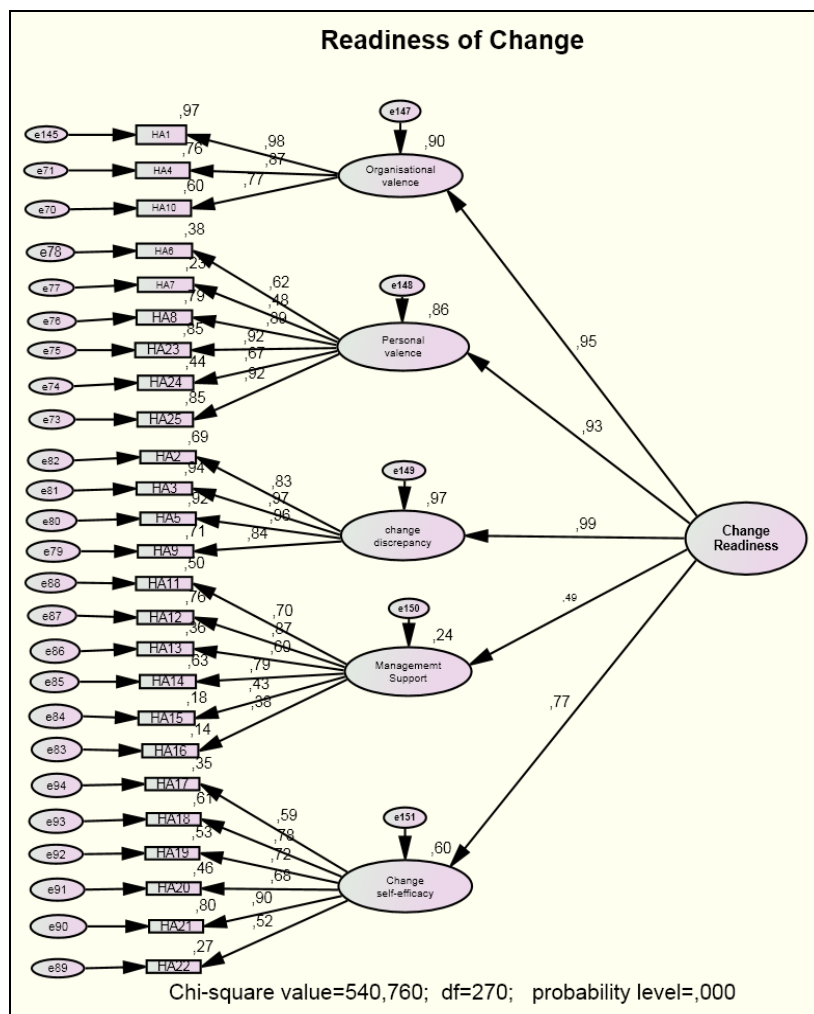 Readiness of Change
e147
,97
e145
HA1
,98
,90
,76
,87
Organisational
valence
e71
HA4
,60
,77
e70
HA10
,38
e78
HA6
,23
,62
e148
e77
HA7
,79
,48
,86
e76
HA8
,85
,89
Personal
valence
,95
e75
HA23
,92
,44
,67
e74
HA24
,92
,85
e73
HA25
,93
,69
e82
HA2
,94
,83
e149
e81
HA3
,92
,97
,97
e80
HA5
,96
change
discrepancy
,99
Change
Readiness
,71
,84
e79
HA9
,50
e88
HA11
,76
,70
e150
,49
e87
HA12
,36
,87
,24
e86
HA13
,63
,60
Managememt
Support
e85
HA14
,79
,18
,43
e84
HA15
,38
,14
e83
HA16
,77
,35
e94
HA17
,61
,59
e151
e93
HA18
,53
,78
,60
e92
HA19
,72
,46
,68
Change
self-efficacy
e91
HA20
,80
,90
e90
HA21
,52
,27
e89
HA22
Chi-square value=540,760; df=270; probability level=,000